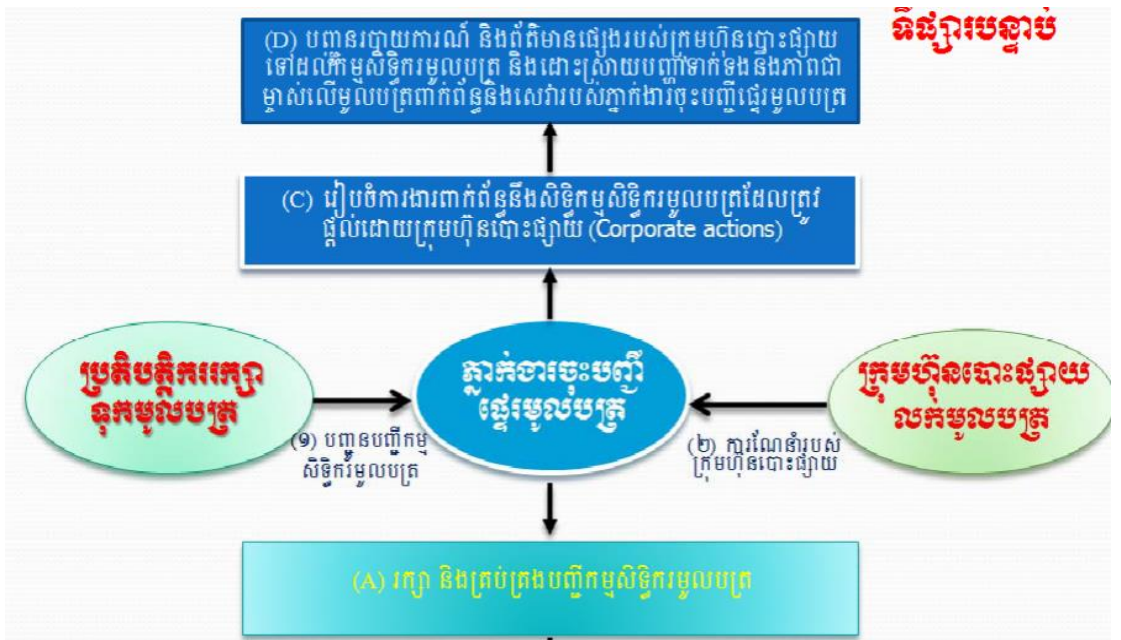 ទីផ្សារបន្ទាប់
(D) បញ្ជូនរបាយការណ៍ និងព័ត៌មានផ្សេងរបស់ក្រុមហ៊ុនបោះផ្សាយ
ទៅដល់កម្មសិទ្ធិករមូលបត្រ និងដោះស្រាយបញ្ហាទាក់ទងនឹងភាពជា
ម្ចាស់លើមូលបត្រពាក់ព័ន្ធនិងសេវារបស់ភ្នាក់ងារចុះបញ្ជីផ្ទេរមូលបត្រ
(C) រៀបចំការងារពាក់ព័ន្ធនឹងសិទ្ធិកម្មសិទ្ធិករមូលបត្រដែលត្រូវ
ផ្តល់ដោយក្រុមហ៊ុនបោះផ្សាយ (Corporate actions)
ប្រតិបត្តិកររក្សា
ទុកមូលបត្រ
(១) បញ្ជូនបញ្ជីកម្ម
សិទ្ធិករមូលបត្រ
ភ្នាក់ងារចុះបញ្ជី
ផ្ទេរមូលបត្រ
(២) ការណែនាំរបស់
ក្រុមហ៊ុនបោះផ្សាយ
ក្រុមហ៊ុនបោះផ្សាយ
លក់មូលបត្រ
(A) រក្សា និងគ្រប់គ្រងបញ្ជីកម្មសិទ្ធិករមូលបត្រ